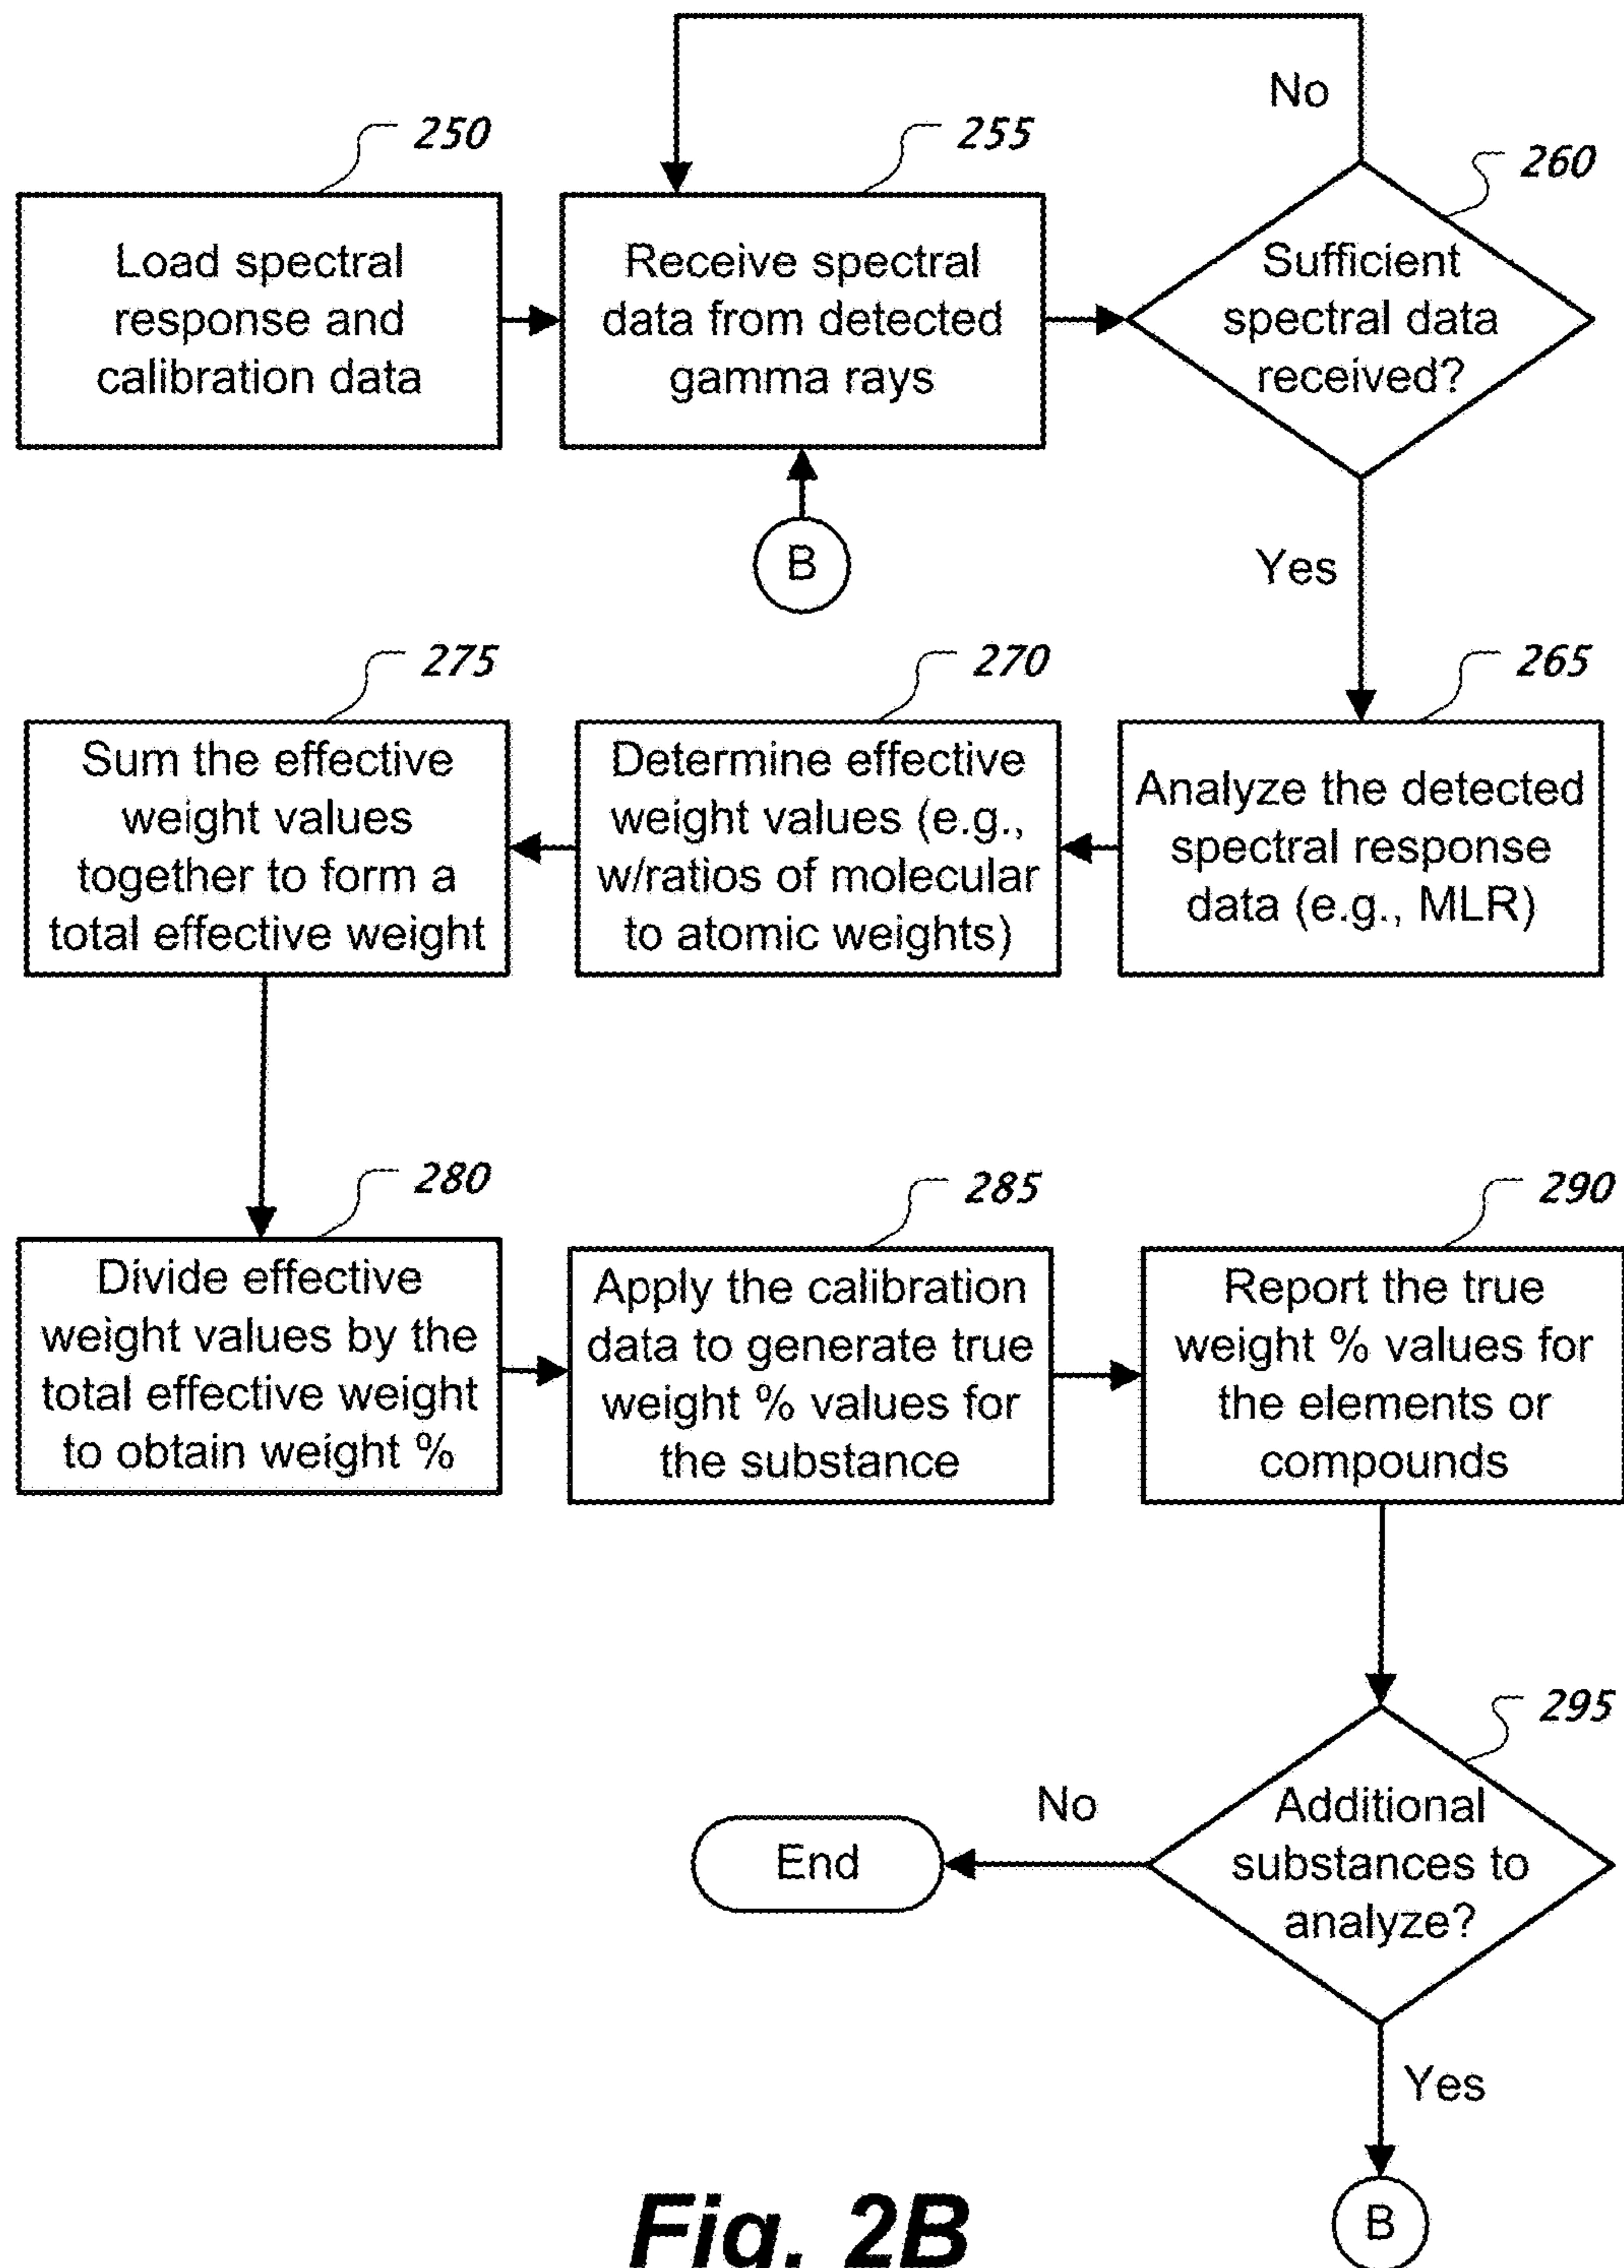 No
250
255
260
Load spectral
response and
calibration data
Receive spectral
data from detected
gamma rays
Sufficient
spectral data
received?
B
Yes
275
270
265
Sum the effective
weight values
together to form a
total effective weight
Determine effective
weight values (e.g.,
w/ratios of molecular
to atomic weights)
Analyze the detected
spectral response
data (e.g., MLR)
280
285
290
Divide effective
weight values by the
total effective weight
to obtain weight %
Apply the calibration
data to generate true
weight % values for
the substance
Report the true
weight % values for
the elements or
compounds
295
No
End
Additional
substances to
analyze?
Yes
B
Fig. 2B